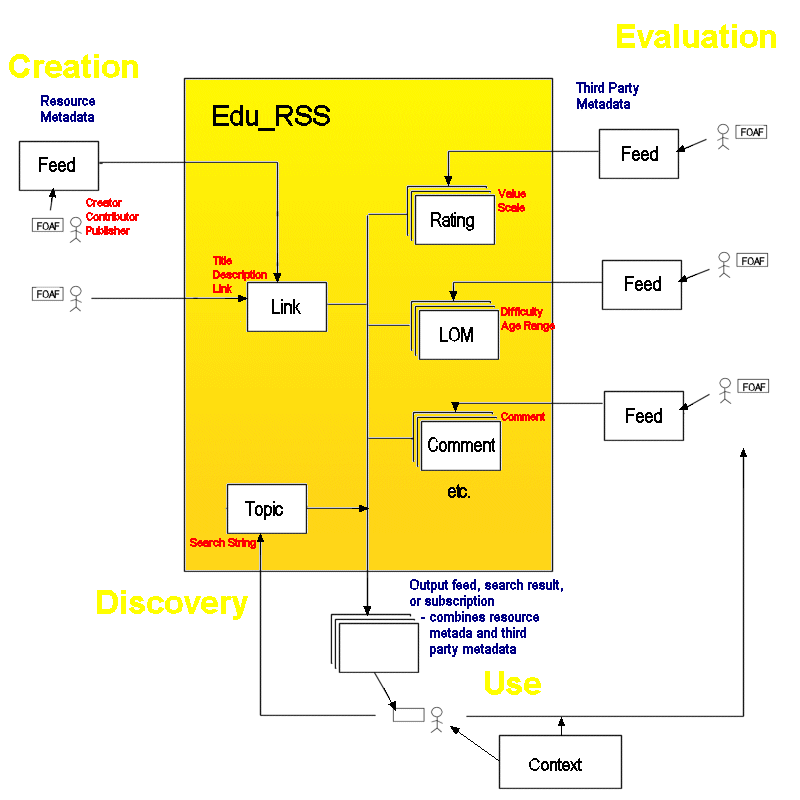 Evaluation
Creation
Resource
Metadata
Edu_RSS
Third Party
Metadata
Feed
Feed
FOAF
FOAF
Creator
Contributor
Publisher
Value
Scale
Rating
Title
Description
Link
Feed
FOAF
FOAF
Link
Difficulty
Age Range
LOM
Feed
FOAF
Comment
Comment
etc.
Topic
Search String
Discovery
Output feed, search result,
or subscription
- combines resource
metada and third
party metadata
Use
Context